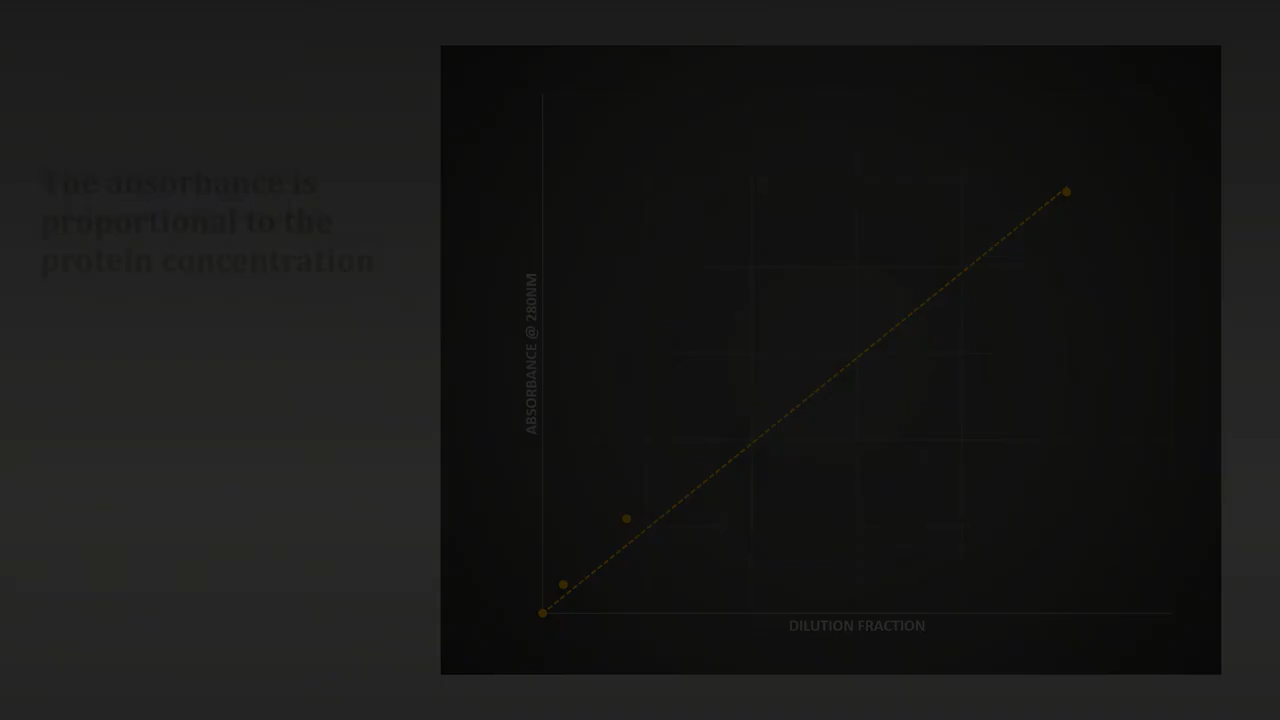 The absorbance is
proportional to the
protein concentration
ABSORBANCE @ 280NM
DILUTION FRACTION